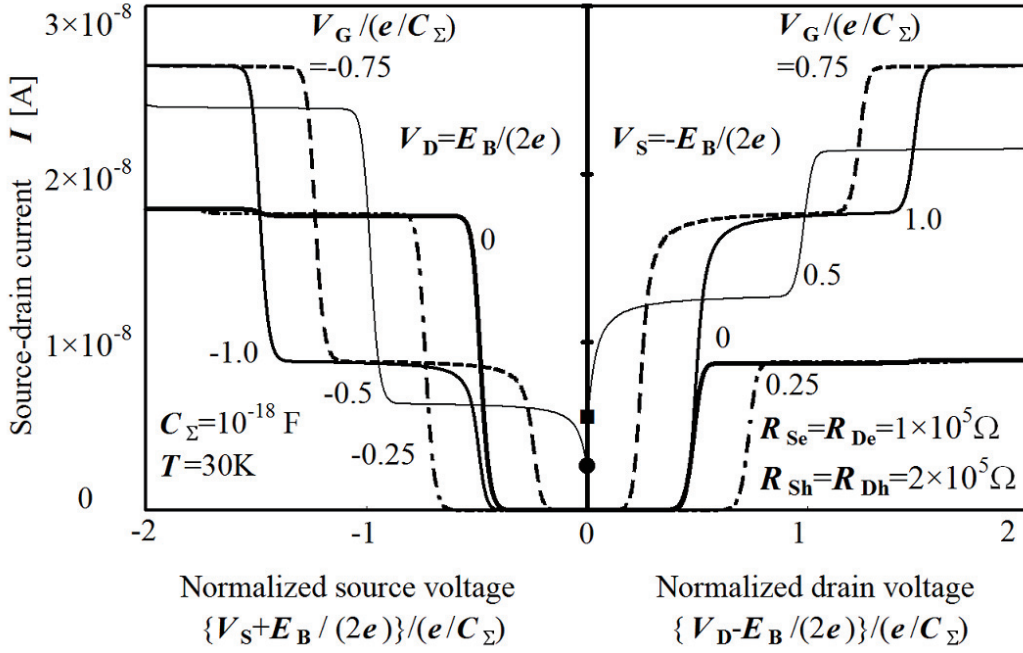 3×10⁻⁸
V_G/(e/C_Σ)
=-0.75
V_G/(e/C_Σ)
=0.75
Source-drain current I [A]
V_D=E_B/(2e)
V_S=-E_B/(2e)
2×10⁻⁸
0
1.0
0.5
1×10⁻⁸
-1.0
0
-0.5
0.25
C_Σ=10⁻¹⁸ F
-0.25
R_Se=R_De=1×10⁵Ω
T=30K
R_Sh=R_Dh=2×10⁵Ω
0
-2 -1 0 1 2
Normalized source voltage
{V_S+E_B/(2e)}/(e/C_Σ)
Normalized drain voltage
{V_D-E_B/(2e)}/(e/C_Σ)